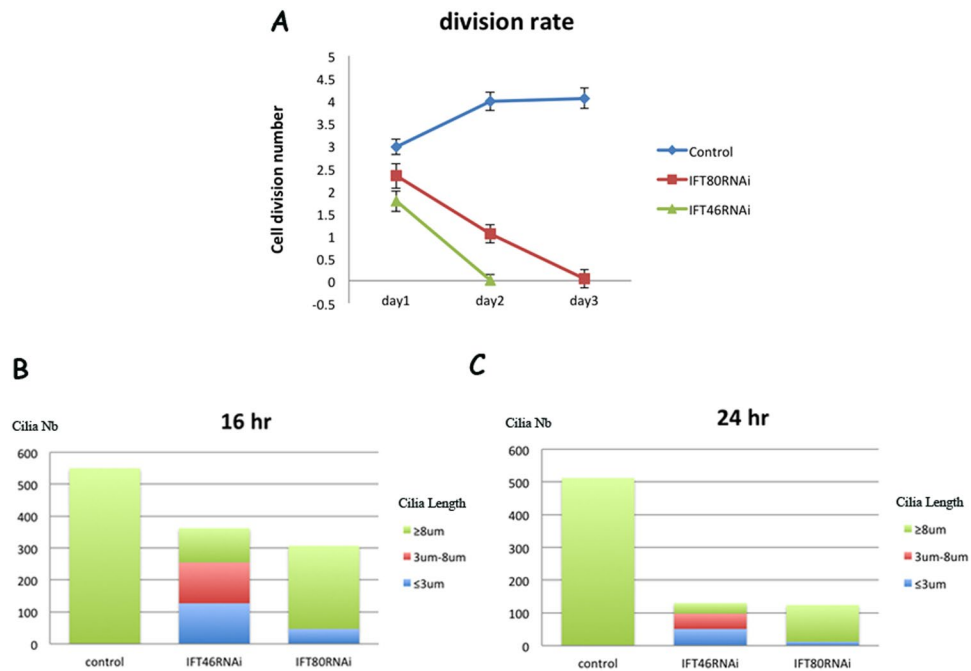 A
division rate
Cell division number
5
4.5
4
3.5
3
2.5
2
1.5
1
0.5
0
-0.5
day1 day2 day3
Control
IFT80RNAi
IFT46RNAi
B
Cilia Nb
16 hr
600
500
400
300
200
100
0
control IFT46RNAi IFT80RNAi
Cilia Length
≥8um
3um-8um
≤3um
C
Cilia Nb
24 hr
600
500
400
300
200
100
0
control IFT46RNAi IFT80RNAi
Cilia Length
≥8um
3um-8um
≤3um